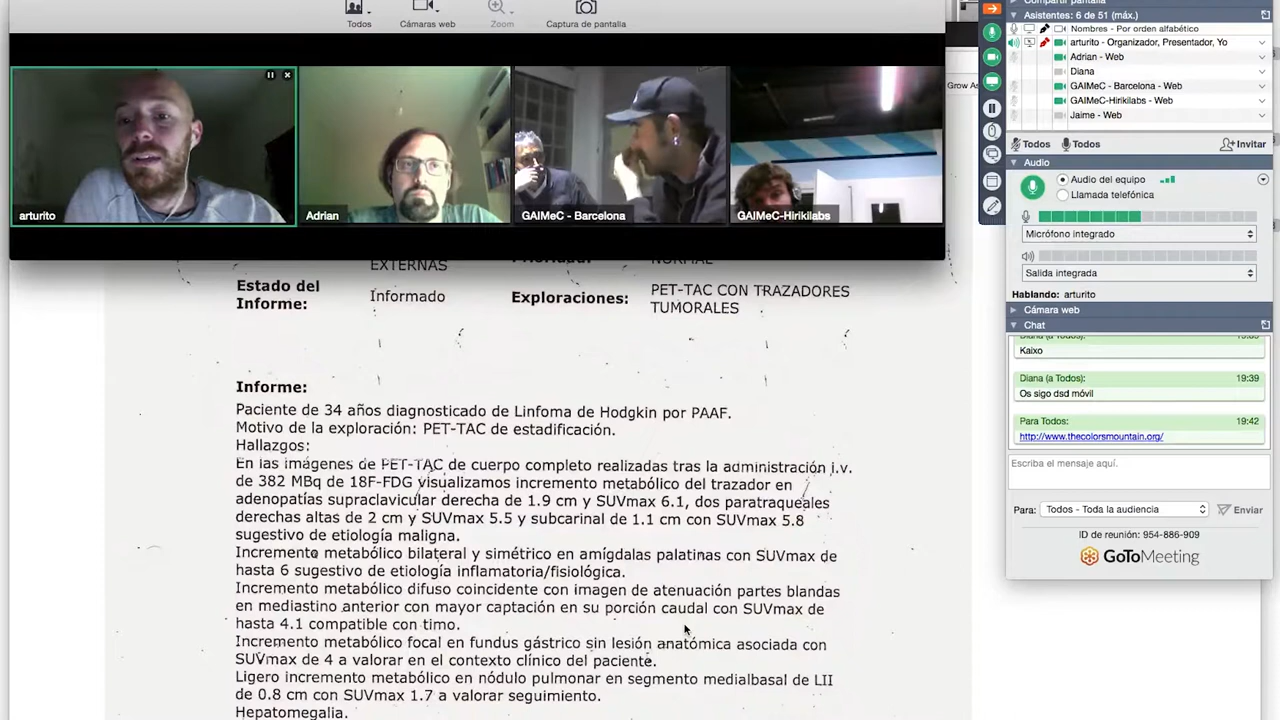 Todos
Cámaras web
Zoom
Captura de pantalla
arturito
Adrian
GAIMeC - Barcelona
GAIMeC-Hirikilabs
Grow As
EXTERNAS
NORMAL
Estado del
Informe:
Informado
Exploraciones:
PET-TAC CON TRAZADORES
TUMORALES
Informe:
Paciente de 34 años diagnosticado de Linfoma de Hodgkin por PAAF.
Motivo de la exploración: PET-TAC de estadificación.
Hallazgos:
En las imágenes de PET-TAC de cuerpo completo realizadas tras la administración i.v.
de 382 MBq de 18F-FDG visualizamos incremento metabólico del trazador en
adenopatías supraclavicular derecha de 1.9 cm y SUVmax 6.1, dos paratraqueales
derechas altas de 2 cm y SUVmax 5.5 y subcarinal de 1.1 cm con SUVmax 5.8
sugestivo de etiología maligna.
Incremento metabólico bilateral y simétrico en amígdalas palatinas con SUVmax de
hasta 6 sugestivo de etiología inflamatoria/fisiológica.
Incremento metabólico difuso coincidente con imagen de atenuación partes blandas
en mediastino anterior con mayor captación en su porción caudal con SUVmax de
hasta 4.1 compatible con timo.
Incremento metabólico focal en fundus gástrico sin lesión anatómica asociada con
SUVmax de 4 a valorar en el contexto clínico del paciente.
Ligero incremento metabólico en nódulo pulmonar en segmento medialbasal de LII
de 0.8 cm con SUVmax 1.7 a valorar seguimiento.
Hepatomegalia.
Compartir pantalla
Asistentes: 6 de 51 (máx.)
Nombres - Por orden alfabético
arturito - Organizador, Presentador, Yo
Adrian - Web
Diana
GAIMeC - Barcelona - Web
GAIMeC-Hirikilabs - Web
Jaime - Web
Todos
Todos
Invitar
Audio
Audio del equipo
Llamada telefónica
Micrófono integrado
Salida integrada
Hablando: arturito
Cámara web
Chat
Diana (a Todos):
Kaixo
Diana (a Todos): 19:39
Os sigo dsd móvil
Para Todos: 19:42
http://www.thecolorsmountain.org/
Escriba el mensaje aquí.
Para:
Todos - Toda la audiencia
Enviar
ID de reunión: 954-886-909
GoToMeeting